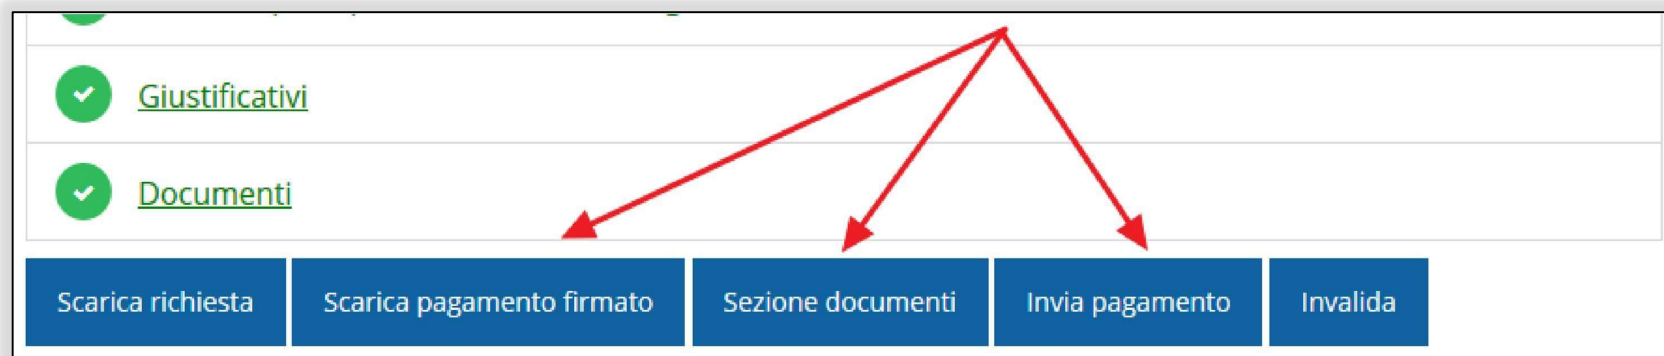 Giustificativi
Documenti
Scarica richiesta Scarica pagamento firmato Sezione documenti Invia pagamento Invalida